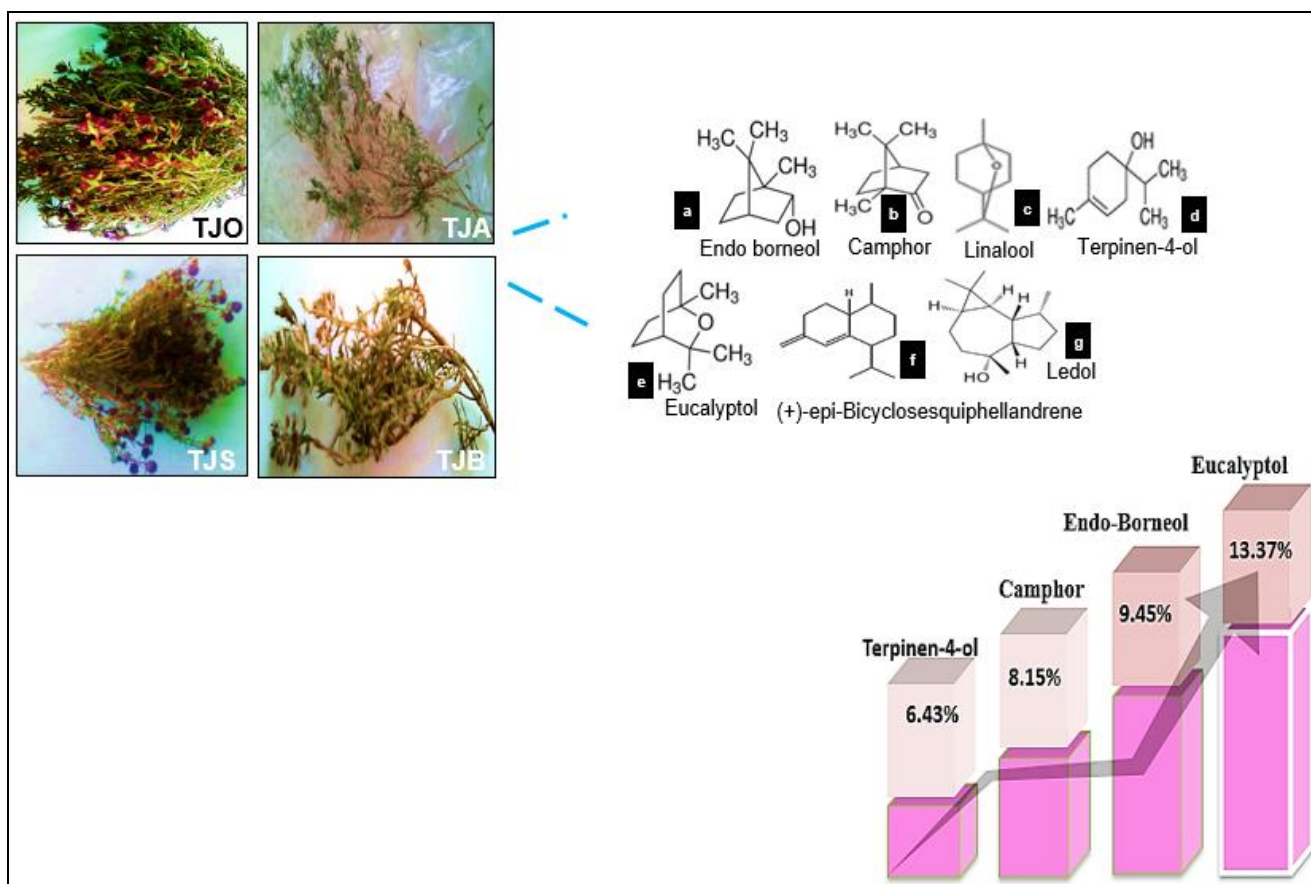 TJO
TJA
TJS
TJB
H₃C CH₃
CH₃
OH
a
Endo borneol
H₃C CH₃
H₃C O
b
Camphor
O
c
Linalool
OH
CH₃
H₃C CH₃
d
Terpinen-4-ol
CH₃
O
CH₃
H₃C
e
Eucalyptol
H
f
(+)-epi-Bicyclosesquiphellandrene
H H H
H
HO
g
Ledol
Eucalyptol
13.37%
Endo-Borneol
9.45%
Camphor
8.15%
Terpinen-4-ol
6.43%